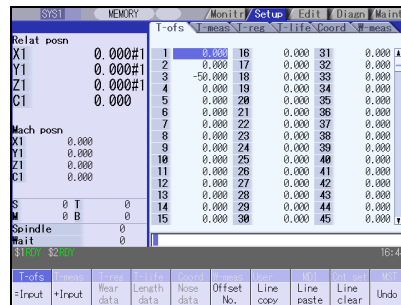 SYS1 MEMORY Monitr Setup Edit Diagn Maint
T-ofs T-meas T-reg T-life Coord W-meas
Relat posn
X1 0.000#1
Y1 0.000#1
Z1 0.000#1
C1 0.000
Mach posn
X1 0.000
Y1 0.000
Z1 0.000
C1 0.000
S 0 T 0
M 0 B 0
Spindle 0
Wait 0
1 0.000 16 0.000 31 0.000
2 0.000 17 0.000 32 0.000
3 -50.000 18 0.000 33 0.000
4 0.000 19 0.000 34 0.000
5 0.000 20 0.000 35 0.000
6 0.000 21 0.000 36 0.000
7 0.000 22 0.000 37 0.000
8 0.000 23 0.000 38 0.000
9 0.000 24 0.000 39 0.000
10 0.000 25 0.000 40 0.000
11 0.000 26 0.000 41 0.000
12 0.000 27 0.000 42 0.000
13 0.000 28 0.000 43 0.000
14 0.000 29 0.000 44 0.000
15 0.000 30 0.000 45 0.000
$1RDY $2RDY 16:4
T-ofs T-meas T-reg T-life Coord W-meas User MDI Cnt set MST
=Input +Input Wear data Length data Nose data Offset No. Line copy Line paste Line clear Undo